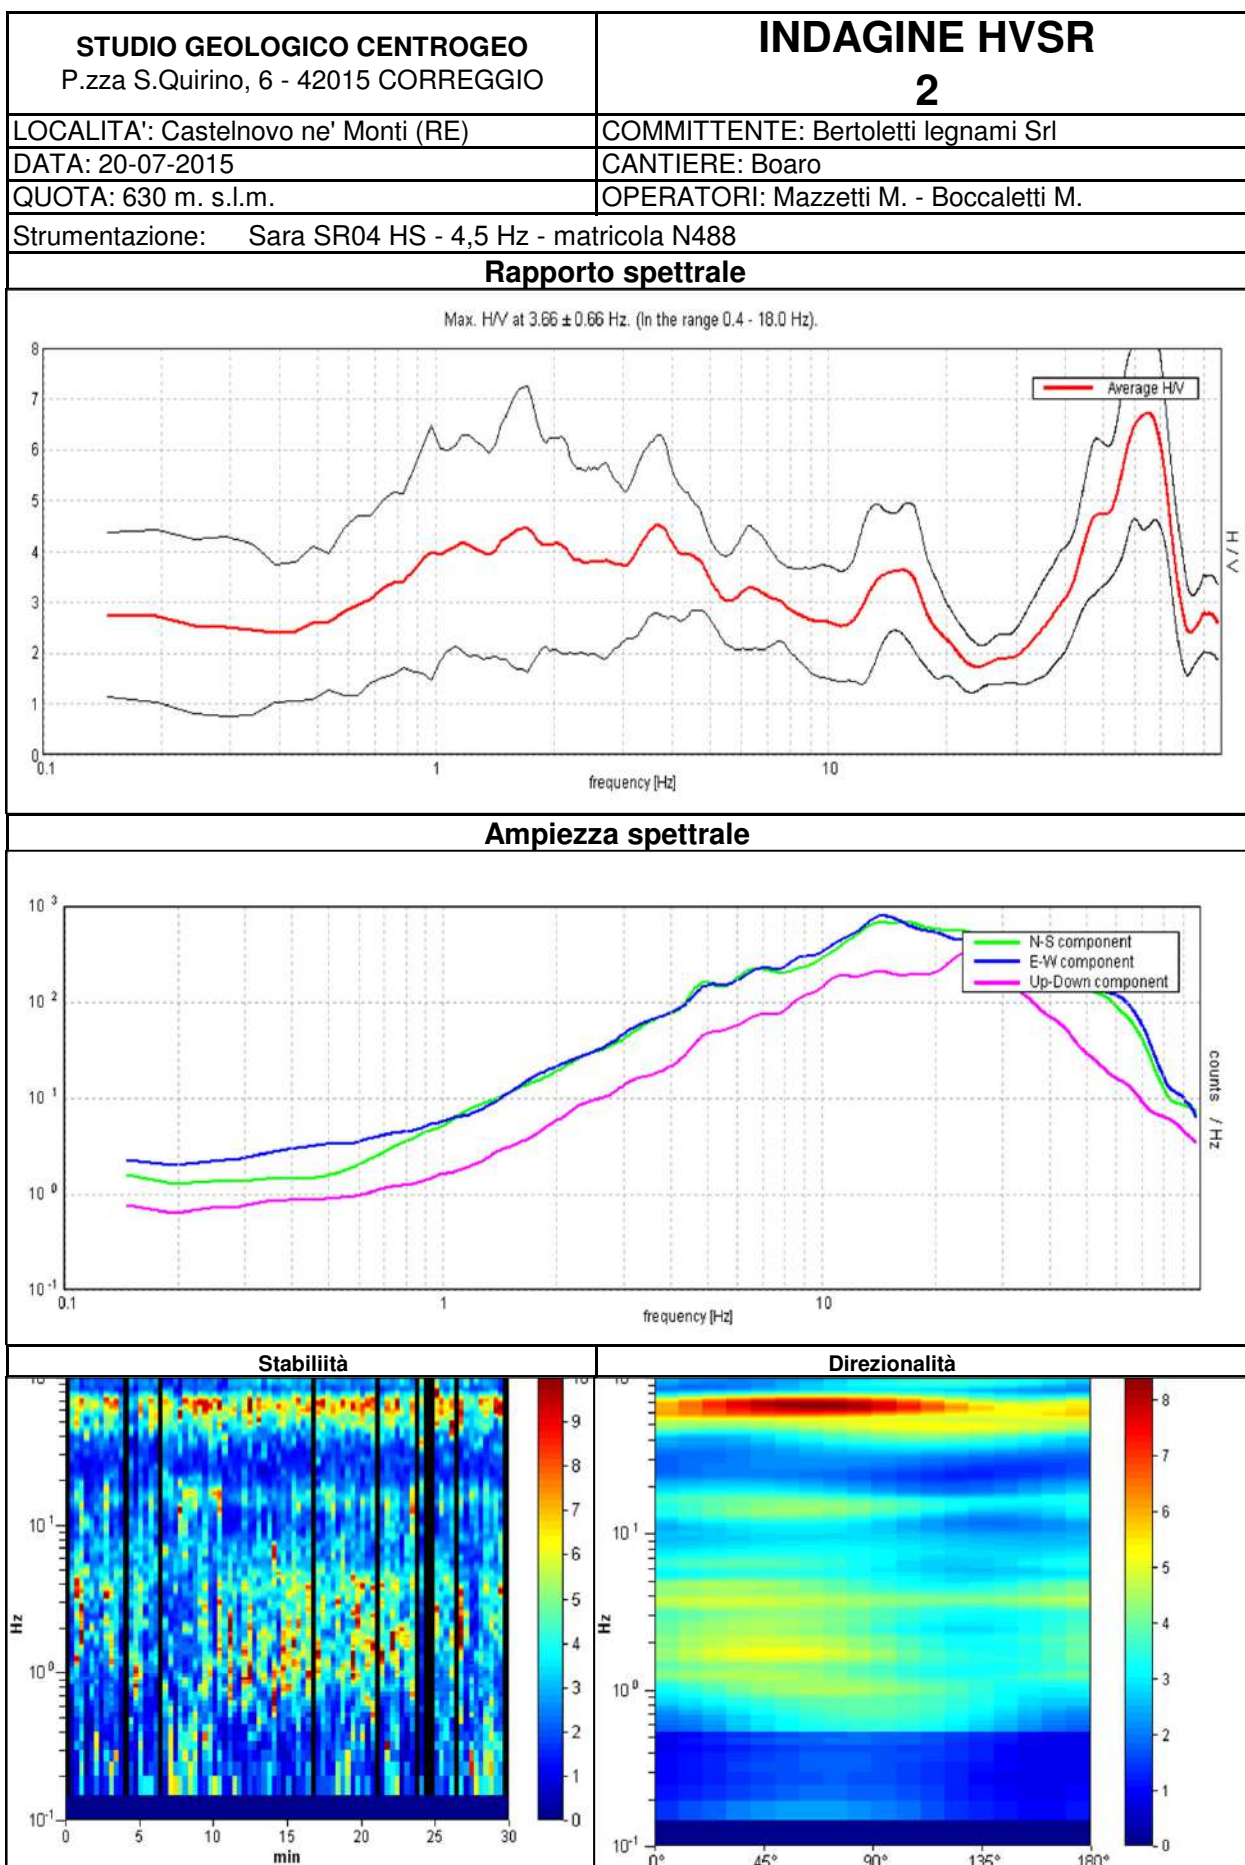 STUDIO GEOLOGICO CENTROGEO
P.zza S.Quirino, 6 - 42015 CORREGGIO
INDAGINE HVSR
2
LOCALITA': Castelnovo ne' Monti (RE)
COMMITTENTE: Bertoletti legnami Srl
DATA: 20-07-2015
CANTIERE: Boaro
QUOTA: 630 m. s.l.m.
OPERATORI: Mazzetti M. - Boccaletti M.
Strumentazione: Sara SR04 HS - 4,5 Hz - matricola N488
Rapporto spettrale
Max. H/V at 3.66 ± 0.66 Hz. (In the range 0.4 - 18.0 Hz).
8
7
6
5
4
3
2
1
0
Average H/V
H / V
0.1 1 10
frequency [Hz]
Ampiezza spettrale
10 3
10 2
10 1
10 0
10 -1
N-S component
E-W component
Up-Down component
counts / Hz
0.1 1 10
frequency [Hz]
Stabiliità
10 1
10 0
10 -1
Hz
0 5 10 15 20 25 30
min
9
8
7
6
5
4
3
2
1
0
Direzionalità
10 1
10 0
10 -1
Hz
0° 45° 90° 135° 180°
8
7
6
5
4
3
2
1
0